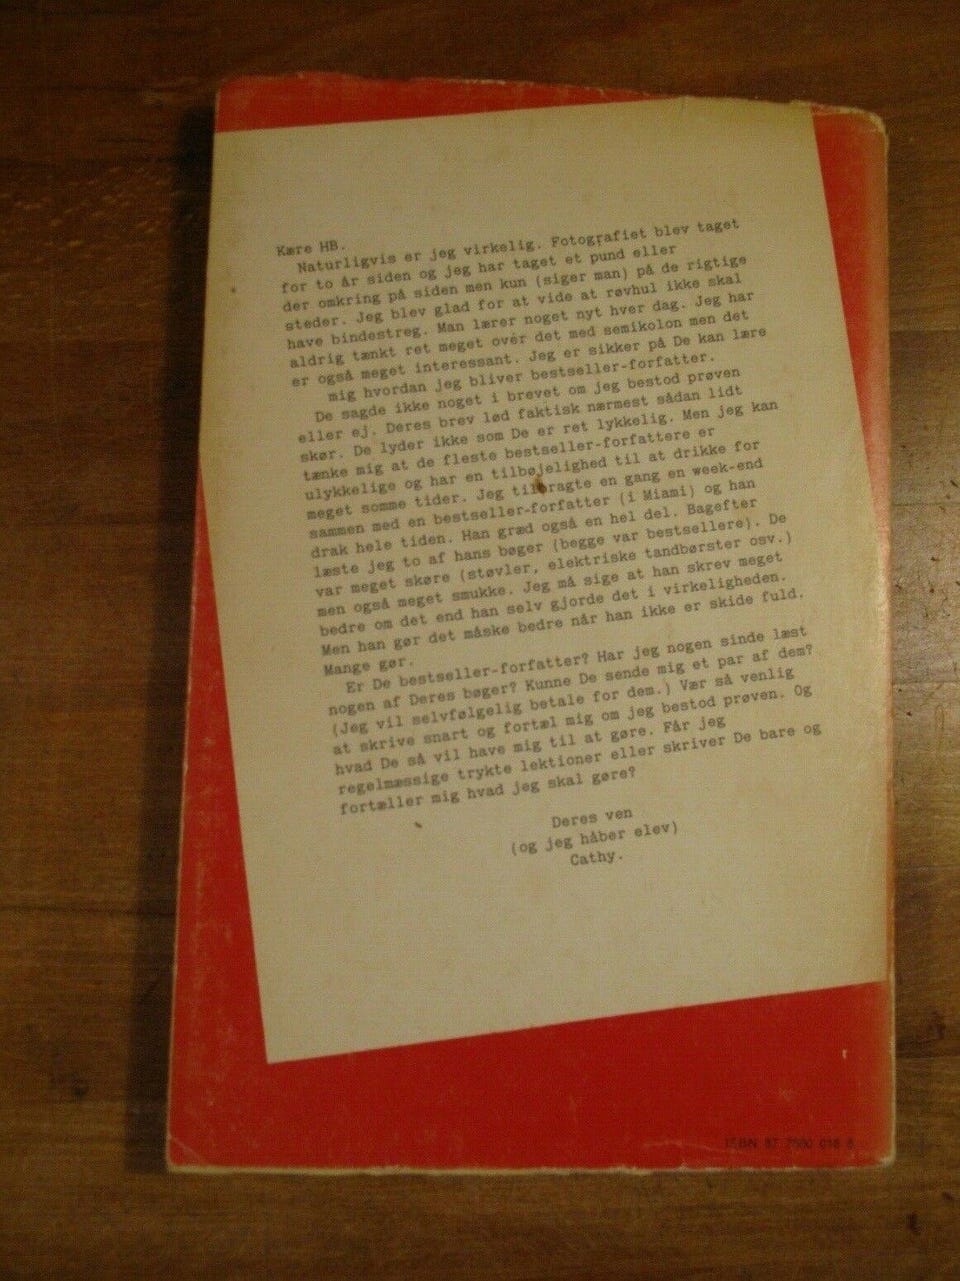 Kære HB.
Naturligvis er jeg virkelig. Fotografiet blev taget
for to år siden og jeg har taget et pund eller
der omkring på siden men kun (siger man) på de rigtige
steder. Jeg blev glad for at vide at røvhul ikke skal
have bindestreg. Man lærer noget nyt hver dag. Jeg har
aldrig tænkt ret meget over det med semikolon men det
er også meget interessant. Jeg er sikker på De kan lære
mig hvordan jeg bliver bestseller-forfatter.
De sagde ikke noget i brevet om jeg bestod prøven
eller ej. Deres brev lød faktisk nærmest sådan lidt
skør. De lyder ikke som De er ret lykkelig. Men jeg kan
tænke mig at de fleste bestseller-forfattere er
ulykkelige og har en tilbøjelighed til at drikke for
meget somme tider. Jeg tilbragte en gang en week-end
sammen med en bestseller-forfatter (i Miami) og han
drak hele tiden. Han græd også en hel del. Bagefter
læste jeg to af hans bøger (begge var bestsellere). De
var meget skøre (støvler, elektriske tandbørster osv.)
men også meget smukke. Jeg må sige at han skrev meget
bedre om det end han selv gjorde det i virkeligheden.
Men han gør det måske bedre når han ikke er skide fuld.
Mange gør.
Er De bestseller-forfatter? Har jeg nogen sinde læst
nogen af Deres bøger? Kunne De sende mig et par af dem?
(Jeg vil selvfølgelig betale for dem.) Vær så venlig
at skrive snart og fortæl mig om jeg bestod prøven. Og
hvad De så vil have mig til at gøre. Får jeg
regelmæssige trykte lektioner eller skriver De bare og
fortæller mig hvad jeg skal gøre?
Deres ven
(og jeg håber elev)
Cathy.
ISBN 87